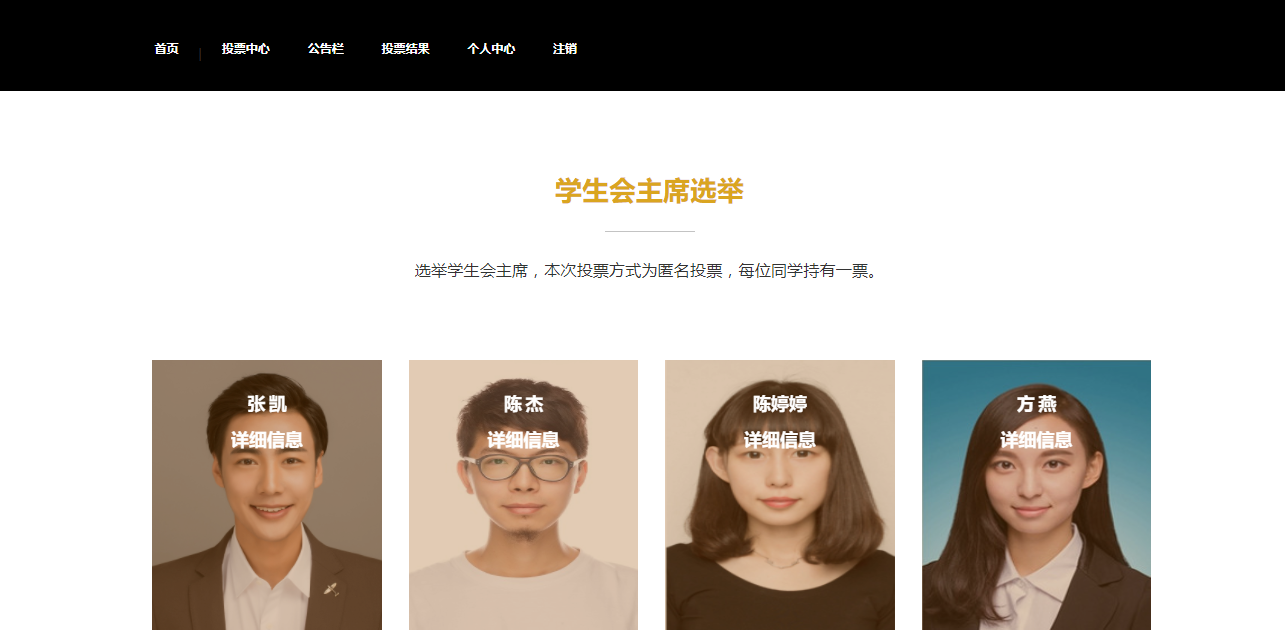 首页 | 投票中心 公告栏 投票结果 个人中心 注销
学生会主席选举
选举学生会主席，本次投票方式为匿名投票，每位同学持有一票。
张 凯 陈 杰 陈婷婷 方 燕
详细信息 详细信息 详细信息 详细信息